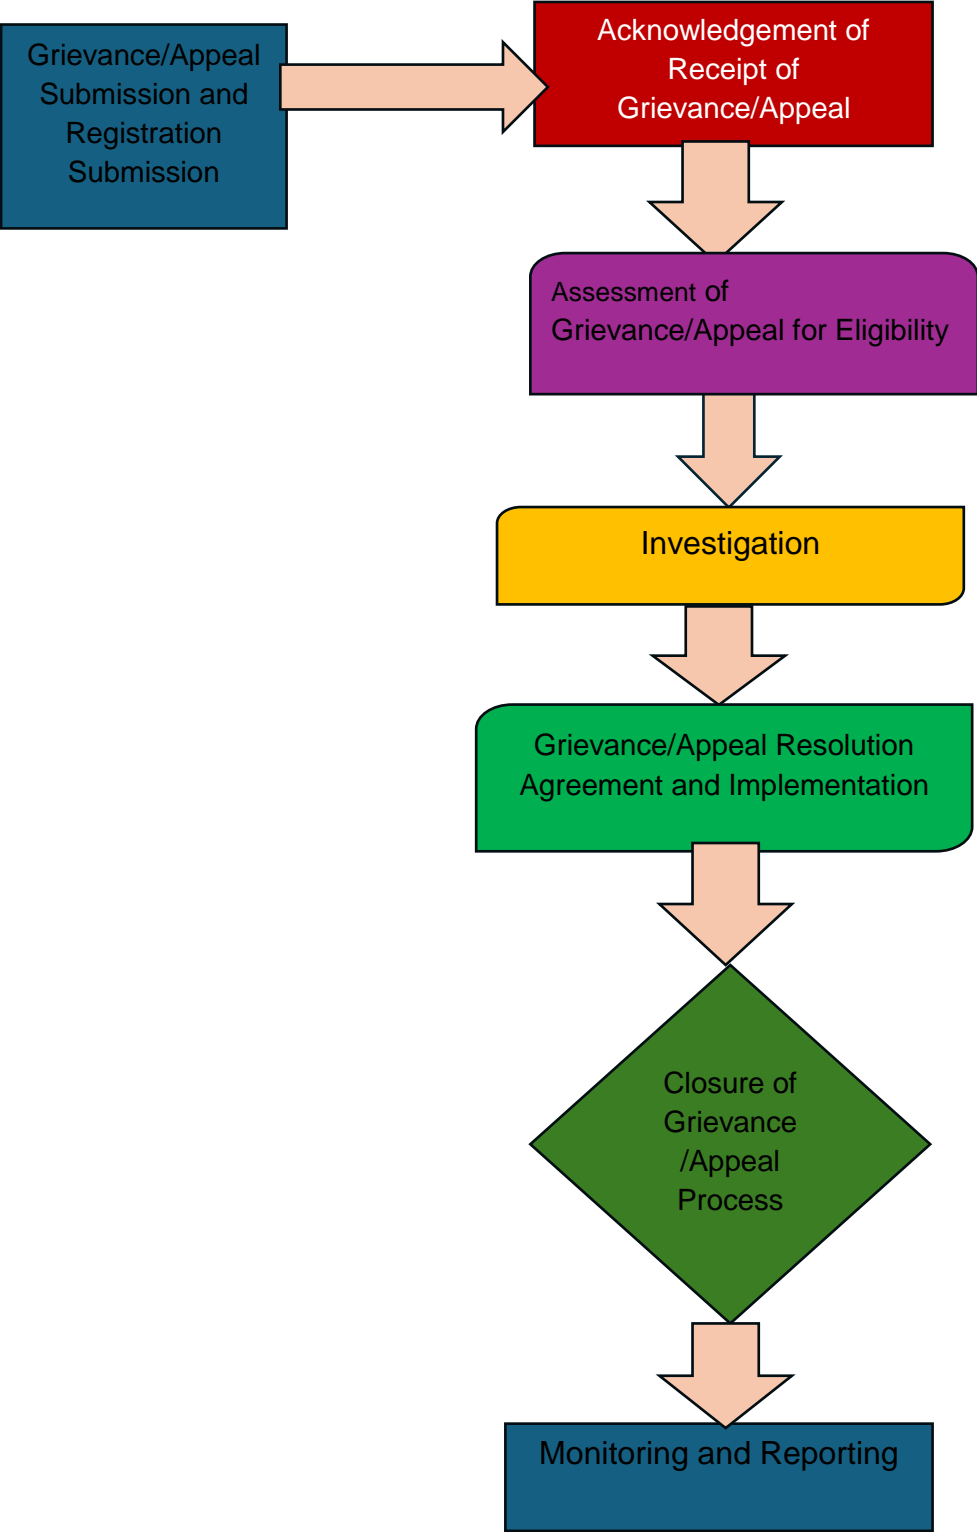 Grievance/Appeal
Submission and
Registration
Submission
Acknowledgement of
Receipt of
Grievance/Appeal
Assessment of
Grievance/Appeal for Eligibility
Investigation
Grievance/Appeal Resolution
Agreement and Implementation
Closure of
Grievance
/Appeal
Process
Monitoring and Reporting